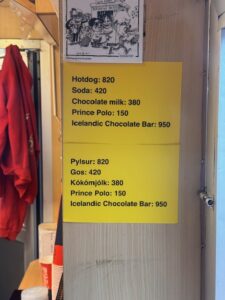 Hotdog: 820
Soda: 420
Chocolate milk: 380
Prince Polo: 150
Icelandic Chocolate Bar: 950
Pylsur: 820
Gos: 420
Kókómjólk: 380
Prince Polo: 150
Icelandic Chocolate Bar: 950